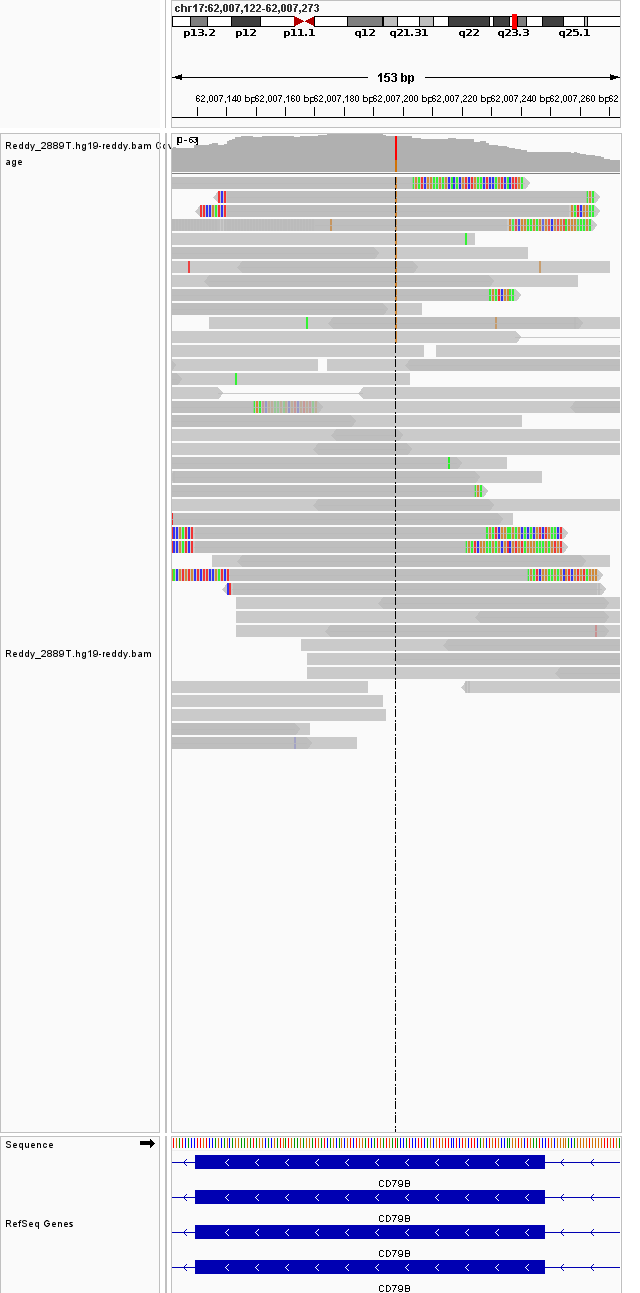 chr17:62,007,122-62,007,273
p13.2 p12 p11.1 q12 q21.31 q22 q23.3 q25.1
153 bp
62,007,140 bp 62,007,160 bp 62,007,180 bp 62,007,200 bp 62,007,220 bp 62,007,240 bp 62,007,260 bp 62
Reddy_2889T.hg19-reddy.bam Cov
age
[0-63]
Reddy_2889T.hg19-reddy.bam
Sequence
CD79B
CD79B
RefSeq Genes
CD79B
CD79B